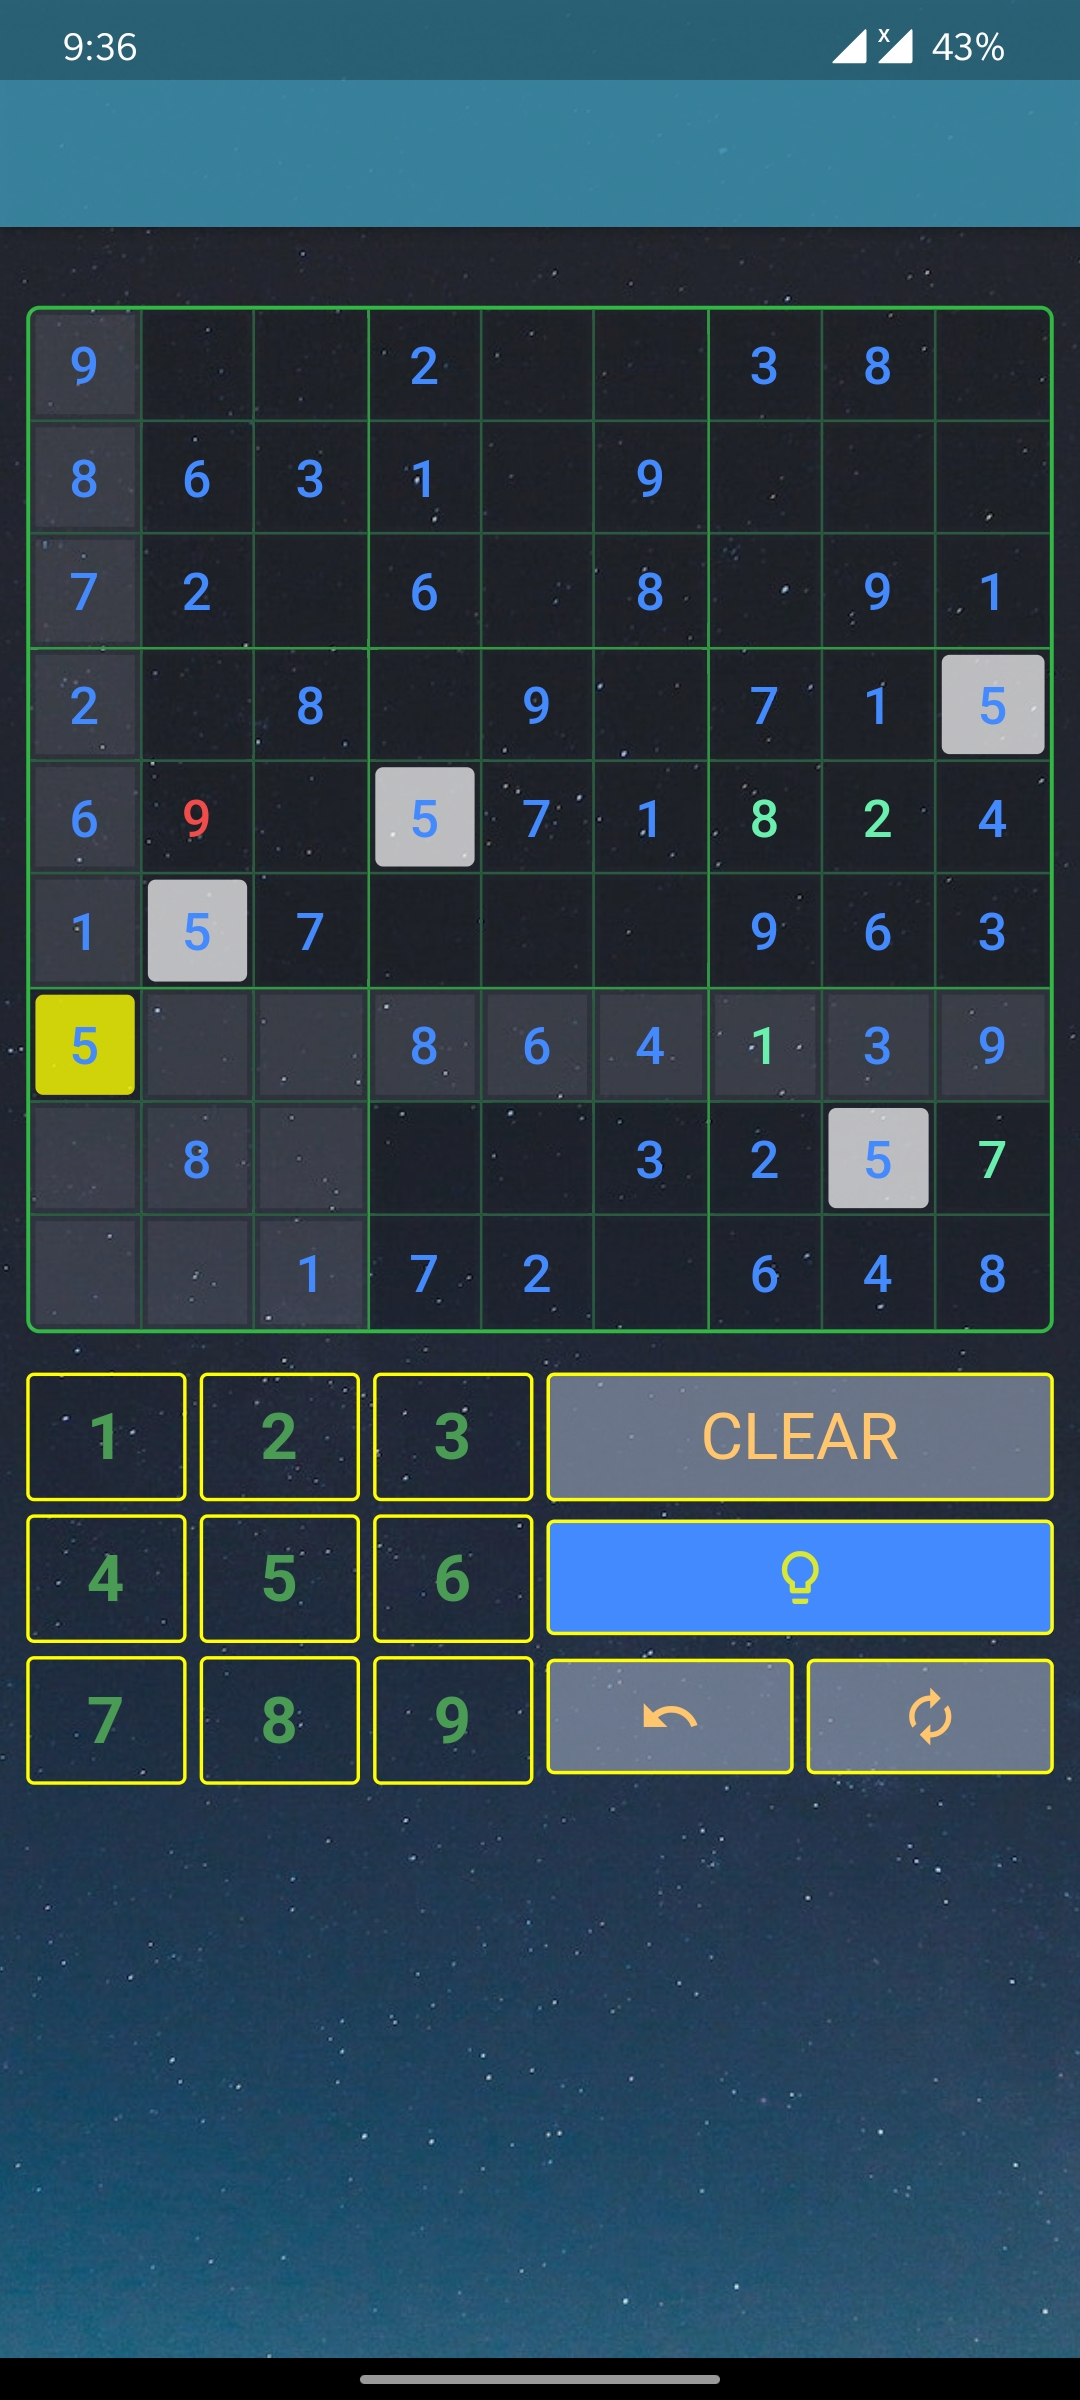 9:36 x 43%
9 2 3 8
8 6 3 1 9
7 2 6 8 9 1
2 8 9 7 1 5
6 9 5 7 1 8 2 4
1 5 7 9 6 3
5 8 6 4 1 3 9
8 3 2 5 7
1 7 2 6 4 8
1 2 3 CLEAR
4 5 6
7 8 9